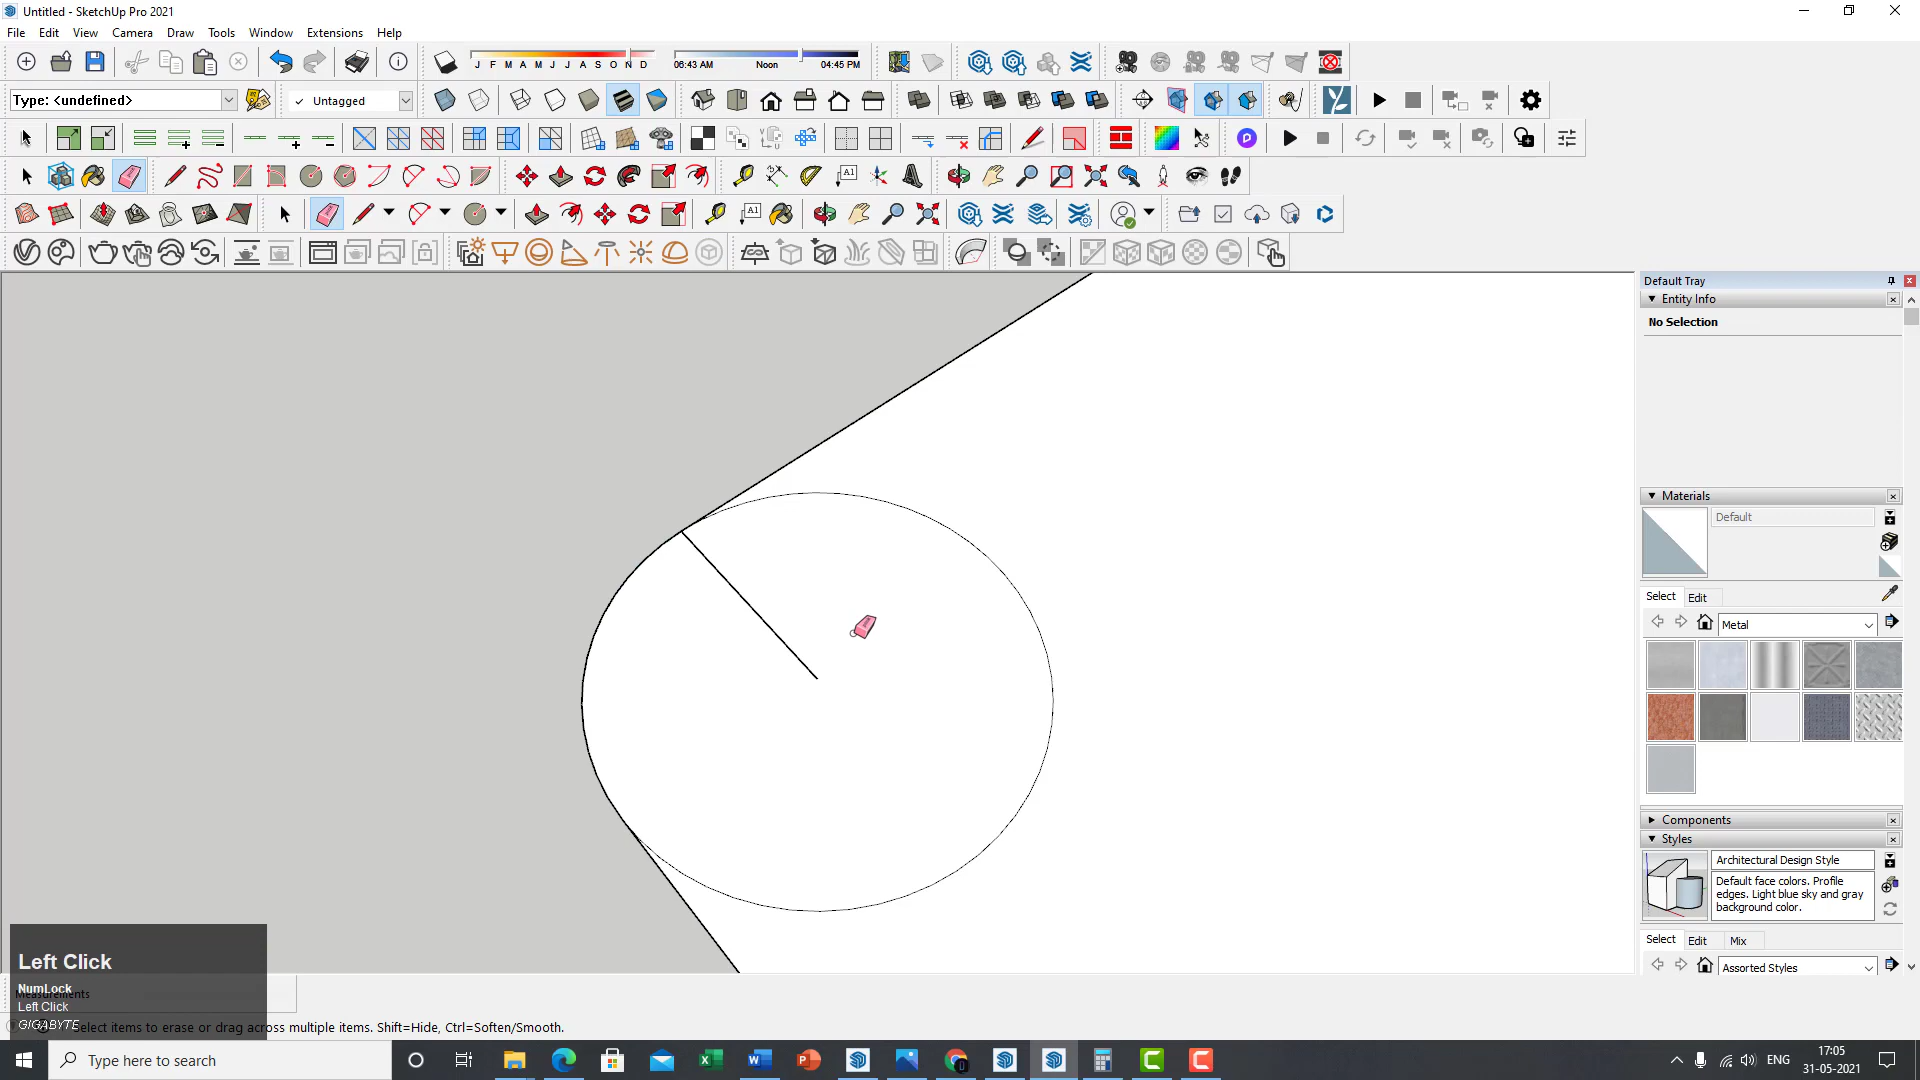 Untitled - SketchUp Pro 2021
File Edit View Camera Draw Tools Window Extensions Help
J F M A M J J A S O N D
06:43 AM Noon 04:45 PM
Type: <undefined>
✓ Untagged
A1
A1
Default Tray
Entity Info
No Selection
Materials
Default
Select Edit
Metal
Components
Styles
Architectural Design Style
Default face colors. Profile
edges. Light blue sky and gray
background color.
Select Edit Mix
Assorted Styles
Left Click
NumLock
Measurements
Left Click
GIGABYTE
Select items to erase or drag across multiple items. Shift=Hide, Ctrl=Soften/Smooth.
Type here to search
ENG
17:05
31-05-2021